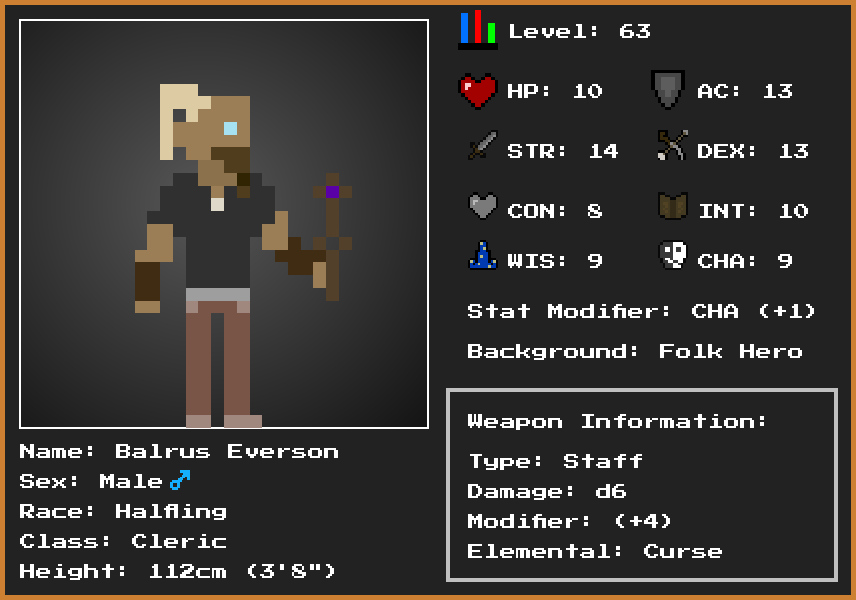 Level: 63
HP: 10 AC: 13
STR: 14 DEX: 13
CON: 8 INT: 10
WIS: 9 CHA: 9
Stat Modifier: CHA (+1)
Background: Folk Hero
Weapon Information:
Type: Staff
Damage: d6
Modifier: (+4)
Elemental: Curse
Name: Balrus Everson
Sex: Male ♂
Race: Halfling
Class: Cleric
Height: 112cm (3'8")